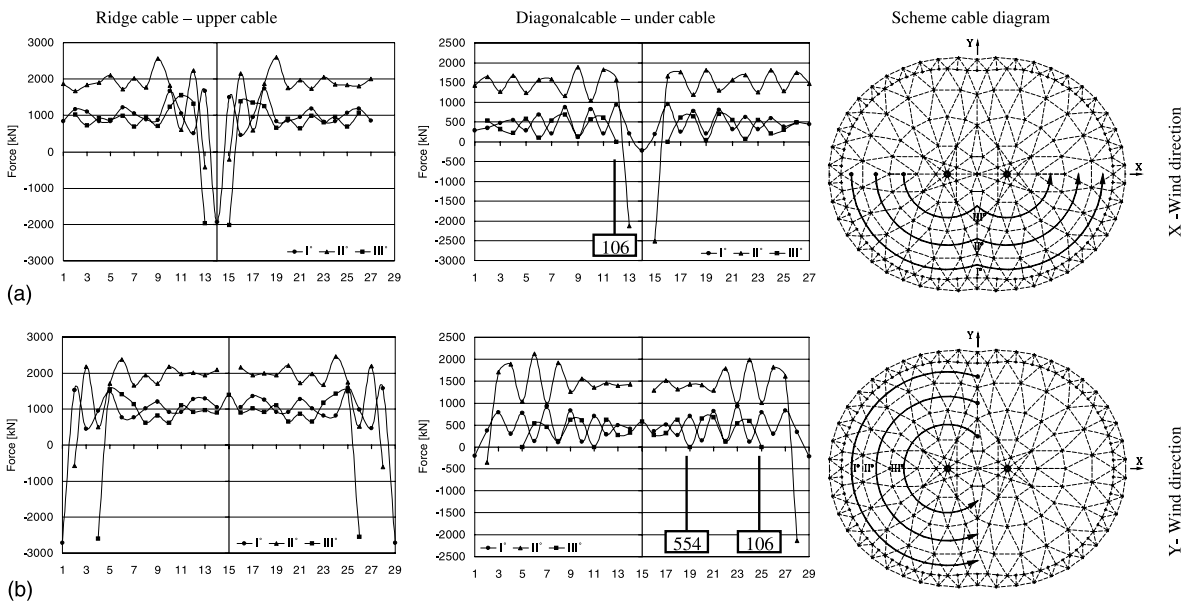 Ridge cable – upper cable
Diagonalcable – under cable
Scheme cable diagram
3000
2000
1000
0
-1000
-2000
-3000
Force [kN]
I° II° III°
1 3 5 7 9 11 13 15 17 19 21 23 25 27 29
2500
2000
1500
1000
500
0
-500
-1000
-1500
-2000
-2500
-3000
Force [kN]
106
I° II° III°
1 3 5 7 9 11 13 15 17 19 21 23 25 27
Y
X
III°
II°
I°
X -Wind direction
(a)
3000
2000
1000
0
-1000
-2000
-3000
Force [kN]
I° II° III°
1 3 5 7 9 11 13 15 17 19 21 23 25 27 29
2500
2000
1500
1000
500
0
-500
-1000
-1500
-2000
-2500
Force [kN]
554
106
I° II° III°
1 3 5 7 9 11 13 15 17 19 21 23 25 27 29
Y
X
I° II° III°
Y- Wind direction
(b)